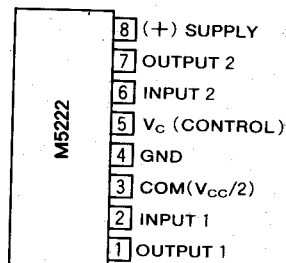 8 (+) SUPPLY
7 OUTPUT 2
6 INPUT 2
5 VC (CONTROL)
4 GND
3 COM(VCC/2)
2 INPUT 1
1 OUTPUT 1
M5222